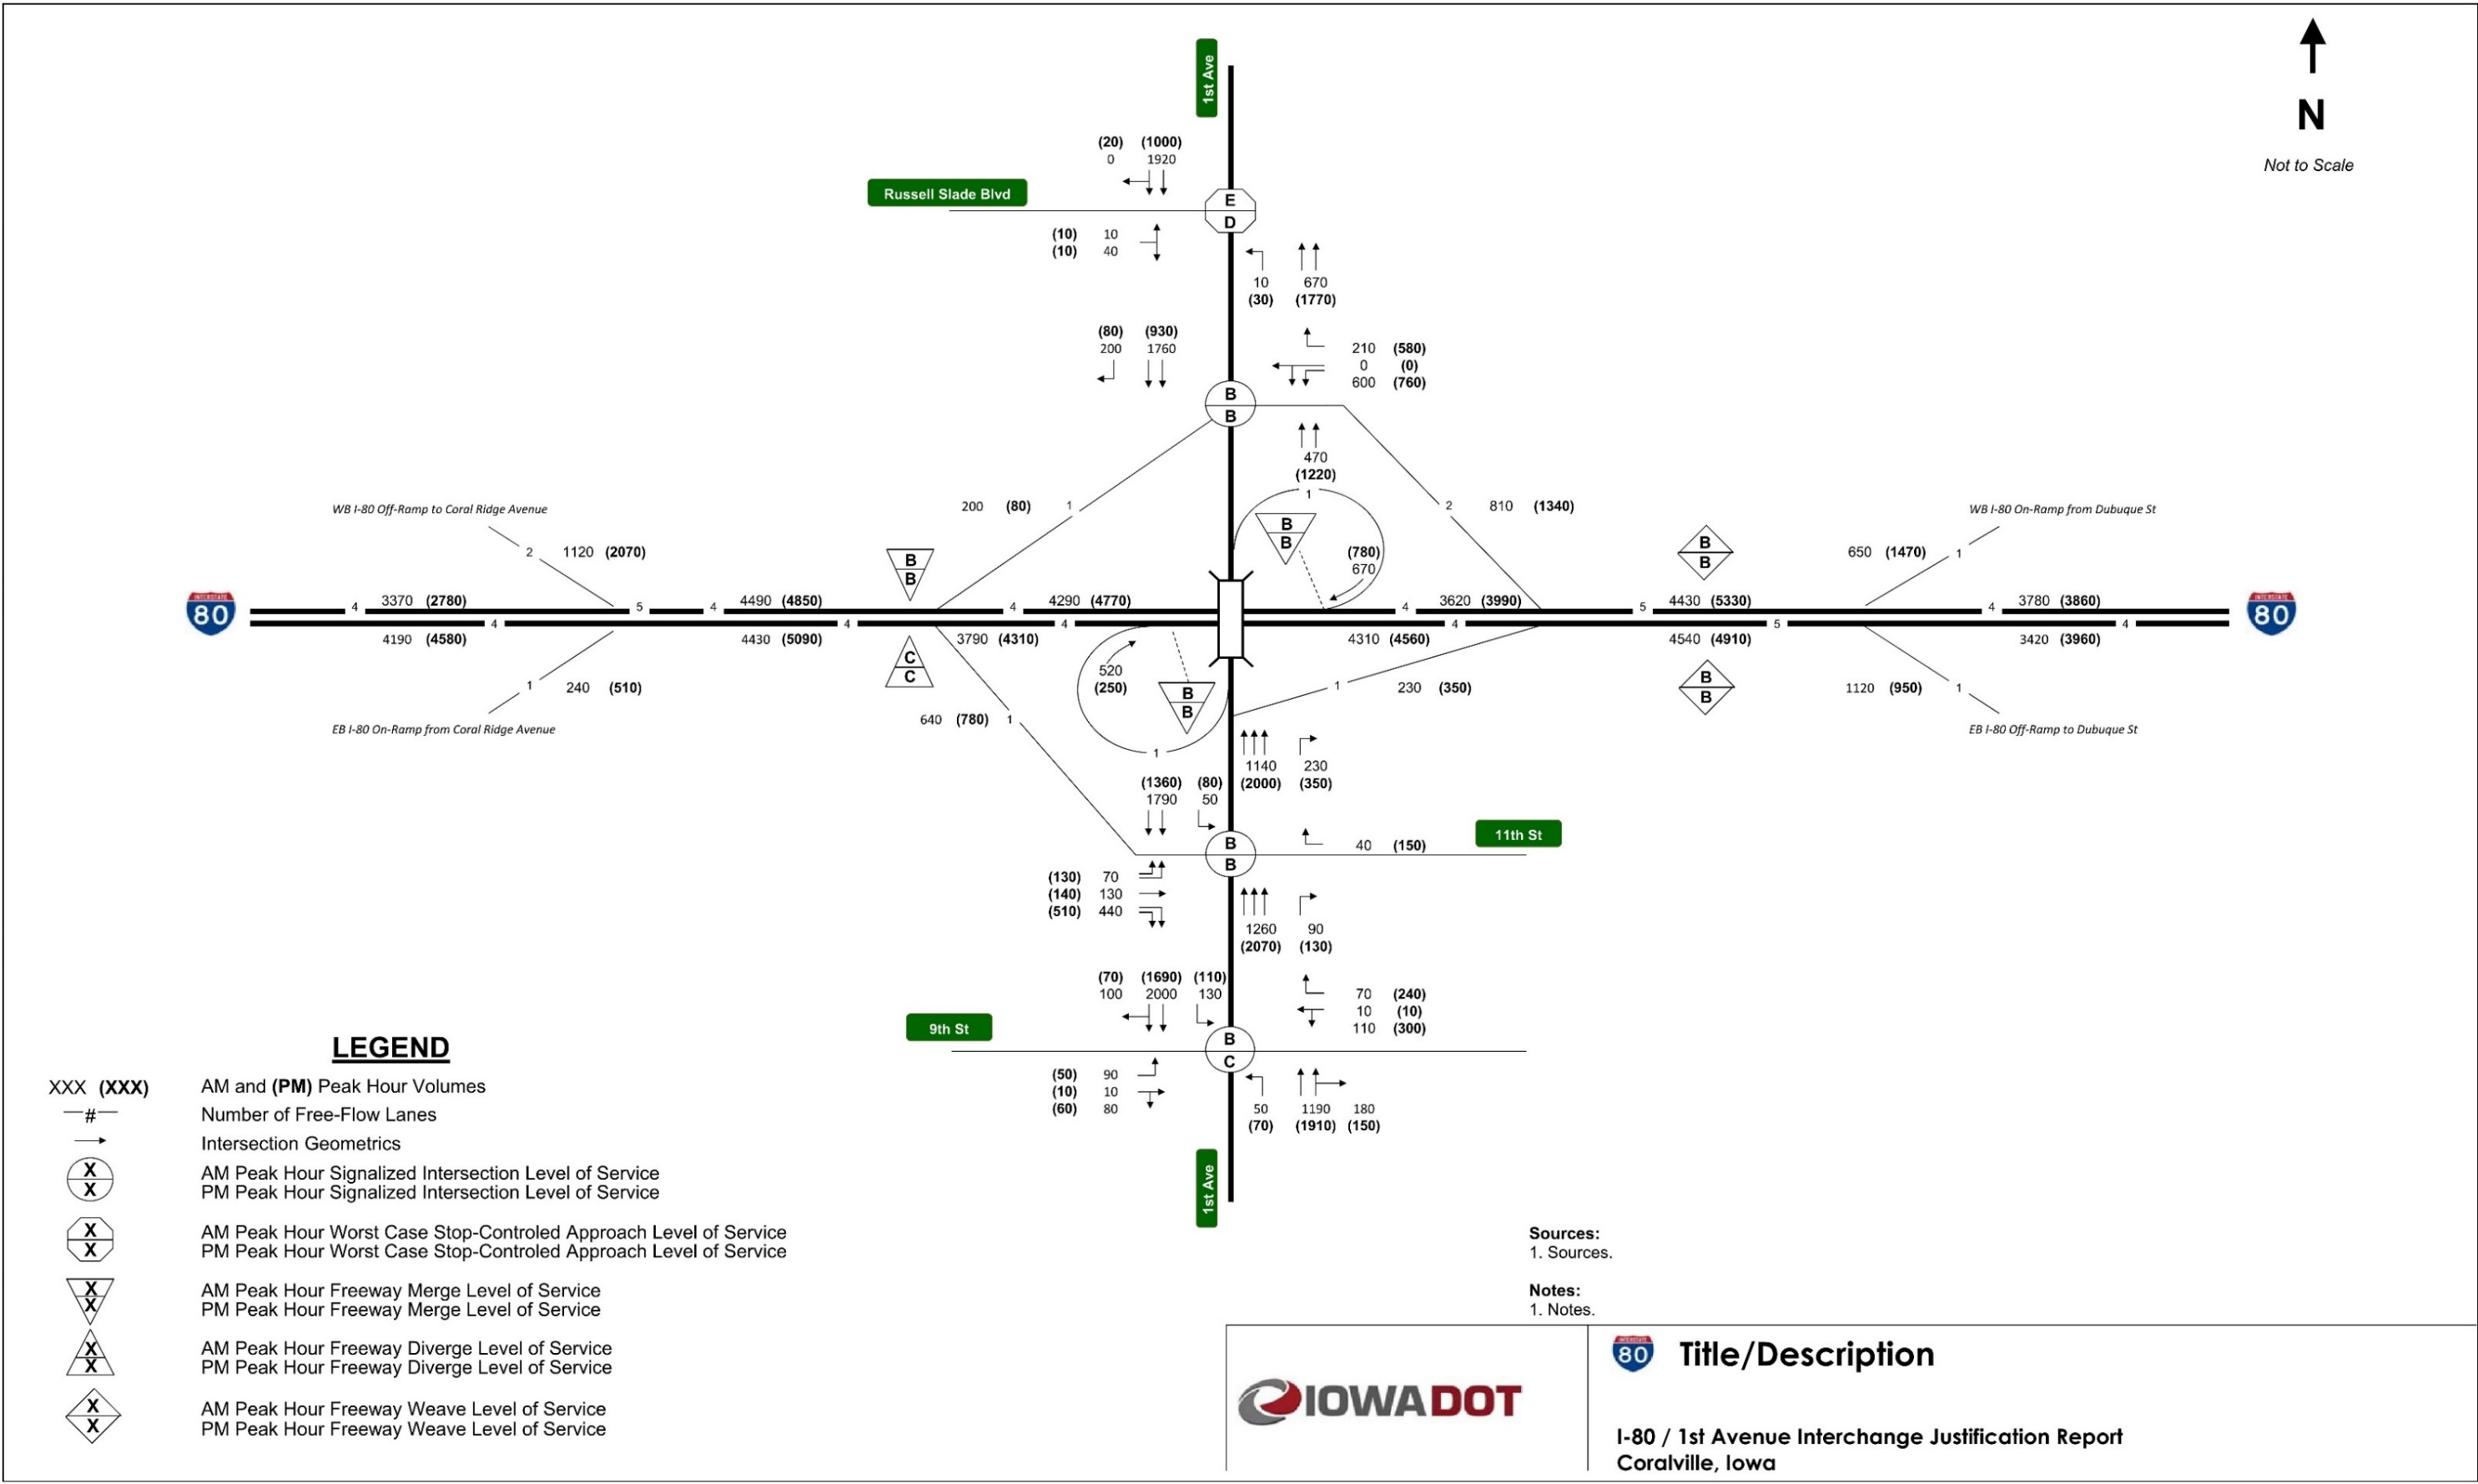 1st Ave
N
Not to Scale
(20) (1000)
0 1920
Russell Slade Blvd
E
D
(10) 10
(10) 40
10 670
(30) (1770)
(80) (930)
200 1760
210 (580)
0 (0)
600 (760)
B
B
470
(1220)
1
200 (80) 1
2 810 (1340)
WB I-80 Off-Ramp to Coral Ridge Avenue
WB I-80 On-Ramp from Dubuque St
2 1120 (2070)
B
B
B
B
(780)
670
B
B
650 (1470) 1
INTERSTATE
80
4 3370 (2780) 5 4 4490 (4850) 4 4290 (4770) 4 3620 (3990) 5 4430 (5330) 4 3780 (3860)
4190 (4580) 4 4430 (5090) 4 3790 (4310) 4 4310 (4560) 4 4540 (4910) 5 3420 (3960) 4
INTERSTATE
80
C
C
520
(250)
B
B
B
B
1 240 (510)
1 230 (350)
1120 (950) 1
640 (780) 1
EB I-80 On-Ramp from Coral Ridge Avenue
EB I-80 Off-Ramp to Dubuque St
1
1140 230
(2000) (350)
(1360) (80)
1790 50
11th St
B
B
40 (150)
(130) 70
(140) 130
(510) 440
1260 90
(2070) (130)
(70) (1690) (110)
100 2000 130
70 (240)
10 (10)
110 (300)
9th St
B
C
(50) 90
(10) 10
(60) 80
50 1190 180
(70) (1910) (150)
1st Ave
LEGEND
XXX (XXX) AM and (PM) Peak Hour Volumes
# Number of Free-Flow Lanes
Intersection Geometrics
X AM Peak Hour Signalized Intersection Level of Service
X PM Peak Hour Signalized Intersection Level of Service
X AM Peak Hour Worst Case Stop-Controled Approach Level of Service
X PM Peak Hour Worst Case Stop-Controled Approach Level of Service
X AM Peak Hour Freeway Merge Level of Service
X PM Peak Hour Freeway Merge Level of Service
X AM Peak Hour Freeway Diverge Level of Service
X PM Peak Hour Freeway Diverge Level of Service
X AM Peak Hour Freeway Weave Level of Service
X PM Peak Hour Freeway Weave Level of Service
Sources:
1. Sources.
Notes:
1. Notes.
IOWADOT
INTERSTATE
80
Title/Description
I-80 / 1st Avenue Interchange Justification Report
Coralville, Iowa